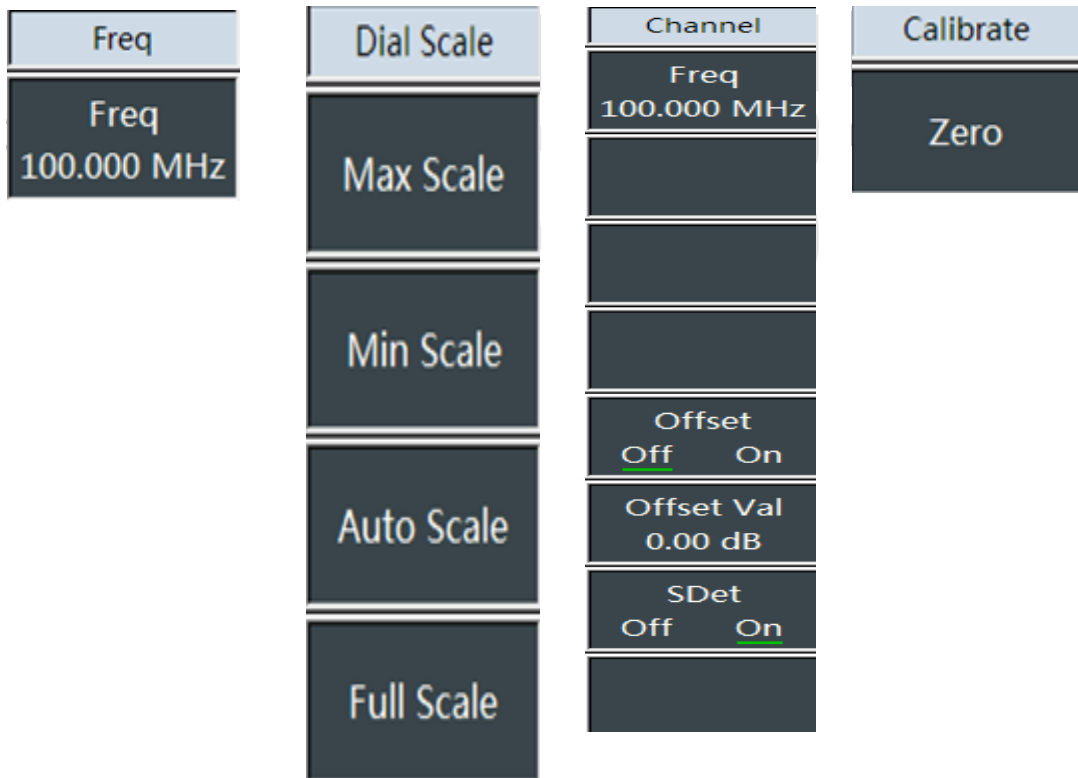 Freq
Freq
100.000 MHz
Dial Scale
Max Scale
Min Scale
Auto Scale
Full Scale
Channel
Freq
100.000 MHz
Offset
Off On
Offset Val
0.00 dB
SDet
Off On
Calibrate
Zero